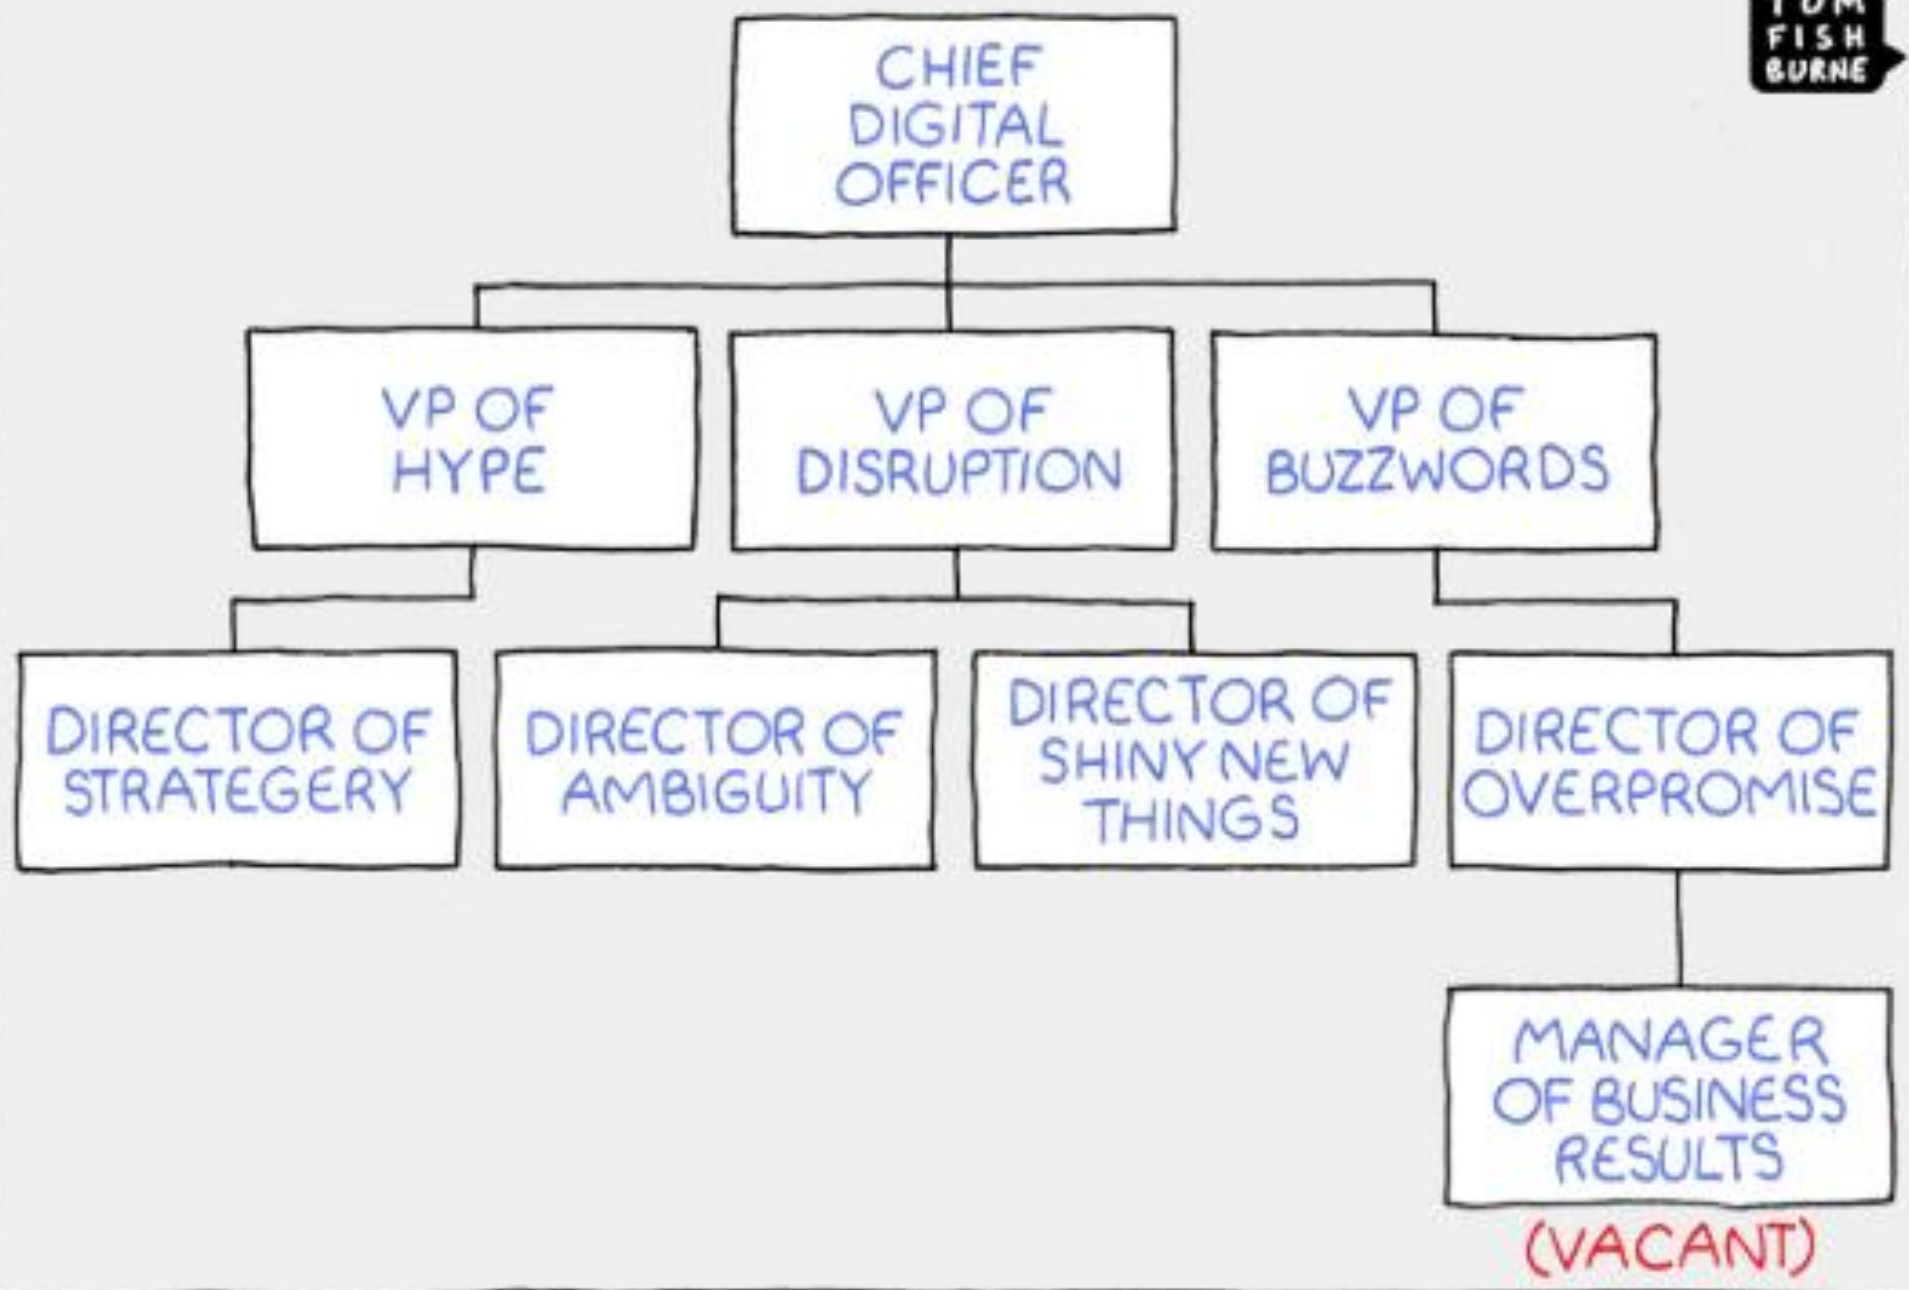 TOM
FISH
BURNE
CHIEF
DIGITAL
OFFICER
VP OF
HYPE
VP OF
DISRUPTION
VP OF
BUZZWORDS
DIRECTOR OF
STRATEGERY
DIRECTOR OF
AMBIGUITY
DIRECTOR OF
SHINY NEW
THINGS
DIRECTOR OF
OVERPROMISE
MANAGER
OF BUSINESS
RESULTS
(VACANT)